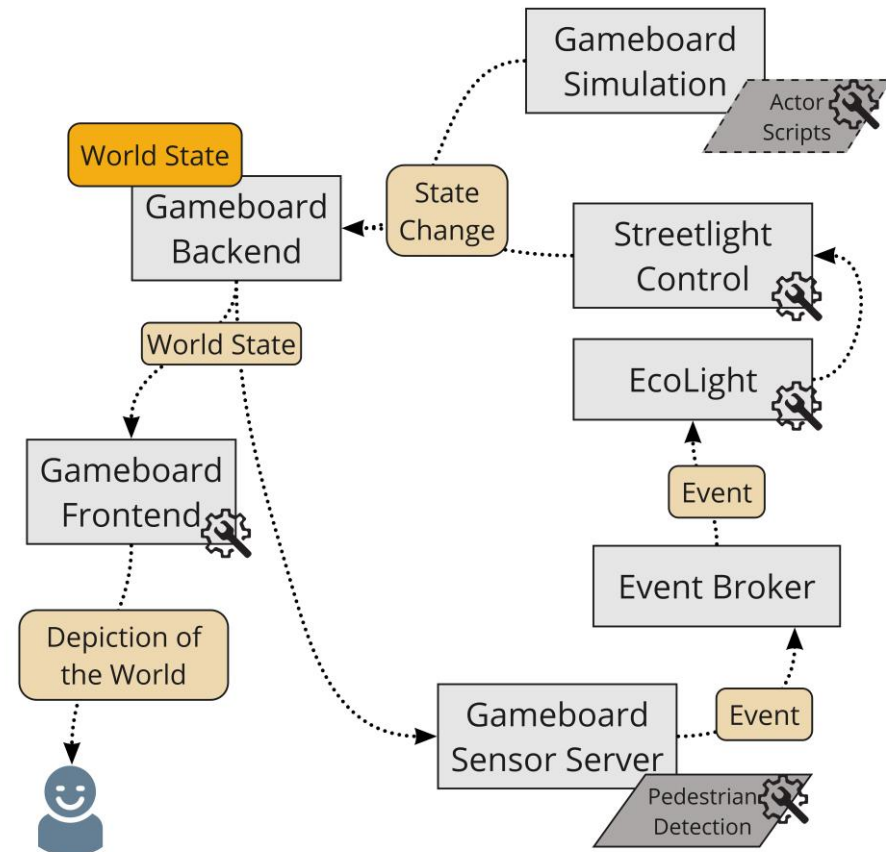 Gameboard
Simulation
Actor
Scripts
World State
Gameboard
Backend
State
Change
Streetlight
Control
World State
EcoLight
Gameboard
Frontend
Event
Event Broker
Depiction of
the World
Gameboard
Sensor Server
Event
Pedestrian
Detection